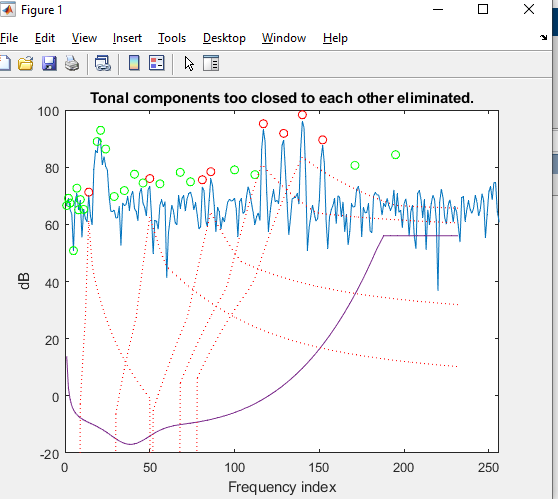 Figure 1
File Edit View Insert Tools Desktop Window Help
Tonal components too closed to each other eliminated.
100
80
60
40
20
0
-20
dB
0 50 100 150 200 250
Frequency index